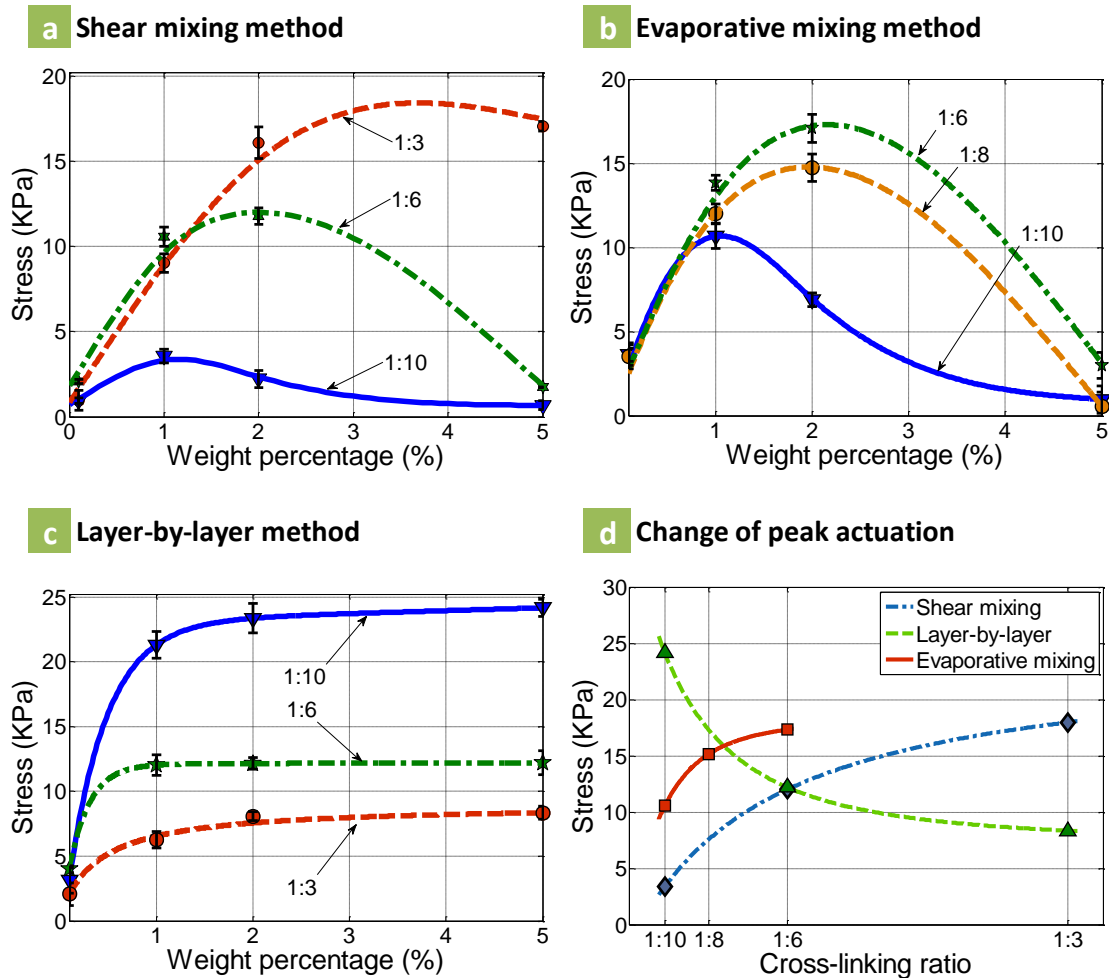 a Shear mixing method
20
15
10
5
0
0 1 2 3 4 5
Stress (KPa)
Weight percentage (%)
1:3
1:6
1:10
b Evaporative mixing method
20
15
10
5
0
1 2 3 4 5
Stress (KPa)
Weight percentage (%)
1:6
1:8
1:10
c Layer-by-layer method
25
20
15
10
5
0
1 2 3 4 5
Stress (KPa)
Weight percentage (%)
1:10
1:6
1:3
d Change of peak actuation
30
25
20
15
10
5
0
1:10 1:8 1:6 1:3
Stress (KPa)
Cross-linking ratio
Shear mixing
Layer-by-layer
Evaporative mixing